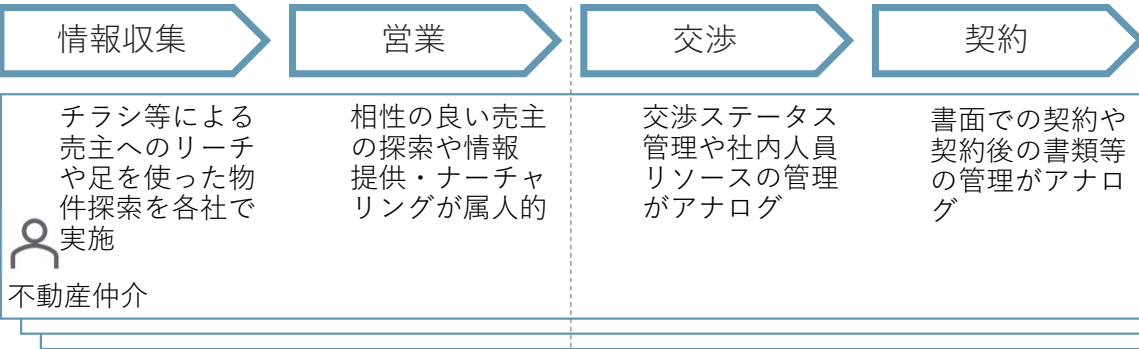 情報収集
営業
交渉
契約
チラシ等による
売主へのリーチ
や足を使った物
件探索を各社で
実施
相性の良い売主
の探索や情報
提供・ナーチャ
リングが属人的
交渉ステータス
管理や社内人員
リソースの管理
がアナログ
書面での契約や
契約後の書類等
の管理がアナロ
グ
不動産仲介